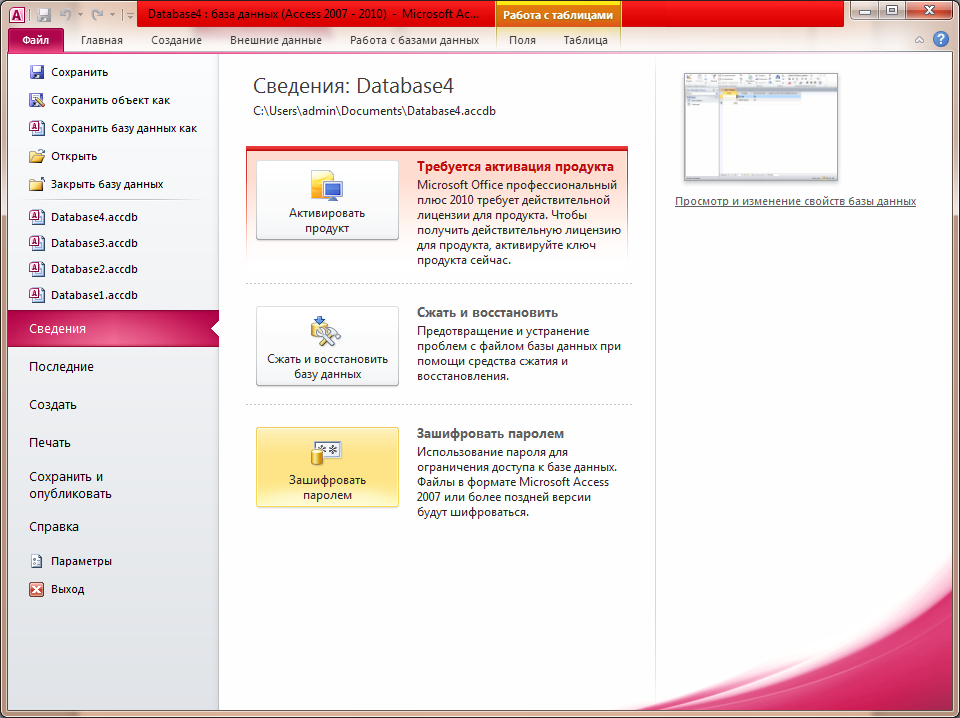 Database4 : база данных (Access 2007 - 2010) - Microsoft Ac...
Работа с таблицами
Файл
Главная
Создание
Внешние данные
Работа с базами данных
Поля
Таблица
Сохранить
Сохранить объект как
Сохранить базу данных как
Открыть
Закрыть базу данных
Database4.accdb
Database3.accdb
Database2.accdb
Database1.accdb
Сведения
Последние
Создать
Печать
Сохранить и
опубликовать
Справка
Параметры
Выход
Сведения: Database4
C:\Users\admin\Documents\Database4.accdb
Активировать
продукт
Требуется активация продукта
Microsoft Office профессиональный
плюс 2010 требует действительной
лицензии для продукта. Чтобы
получить действительную лицензию
для продукта, активируйте ключ
продукта сейчас.
Сжать и восстановить
базу данных
Сжать и восстановить
Предотвращение и устранение
проблем с файлом базы данных при
помощи средства сжатия и
восстановления.
Зашифровать
паролем
Зашифровать паролем
Использование пароля для
ограничения доступа к базе данных.
Файлы в формате Microsoft Access
2007 или более поздней версии
будут шифроваться.
Просмотр и изменение свойств базы данных